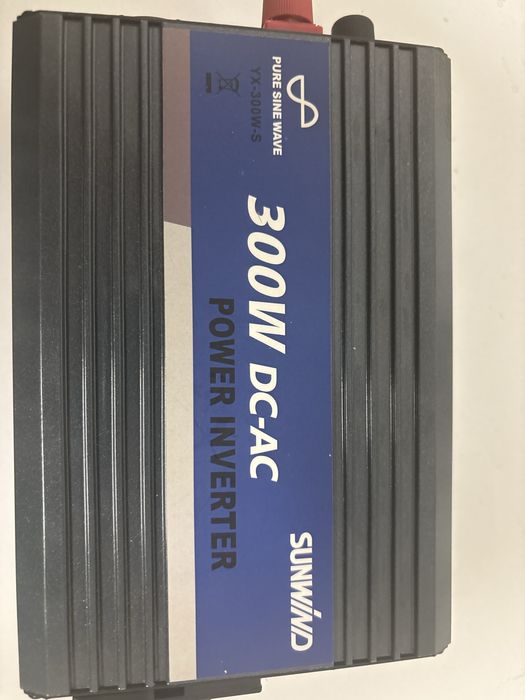 PURE SINE WAVE
YX-300W-S
300W DC-AC
POWER INVERTER
SUNWIND